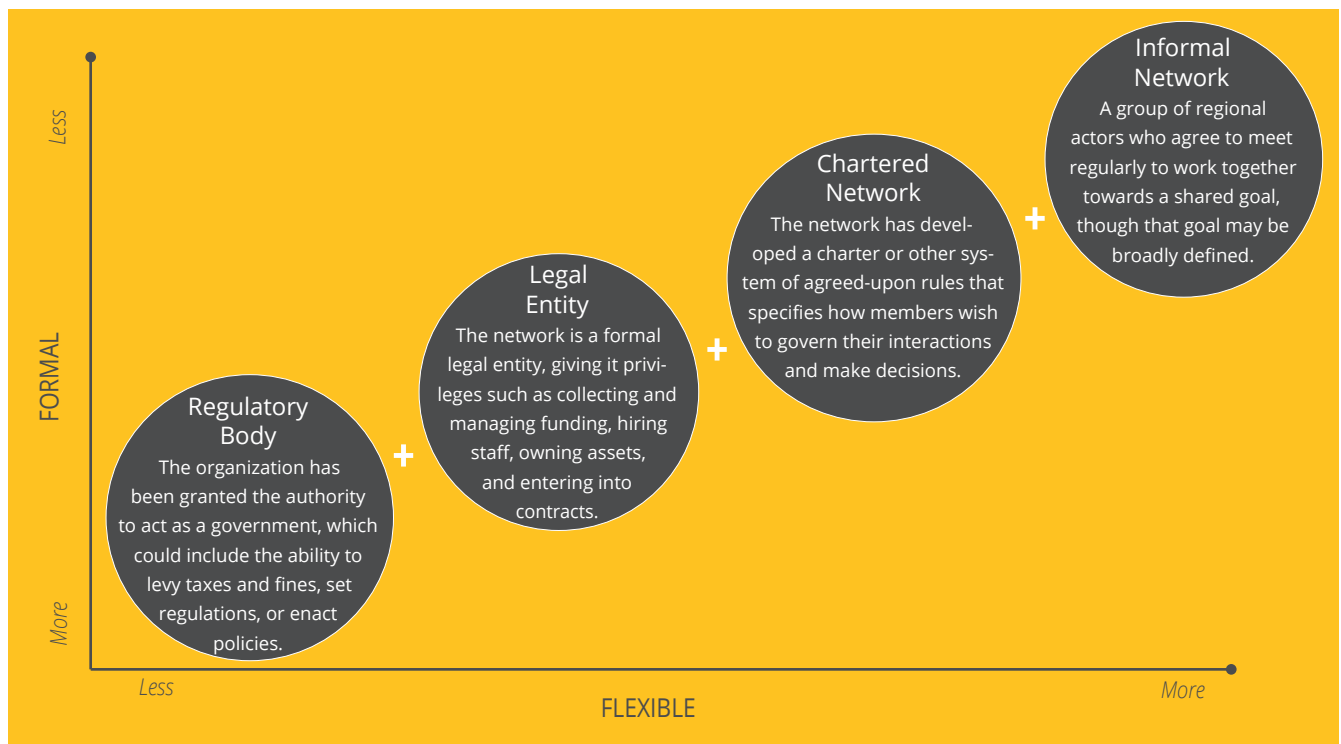 Informal
Network
A group of regional
actors who agree to meet
regularly to work together
towards a shared goal,
though that goal may be
broadly defined.
+
Chartered
Network
The network has devel-
oped a charter or other sys-
tem of agreed-upon rules that
specifies how members wish
to govern their interactions
and make decisions.
+
Legal
Entity
The network is a formal
legal entity, giving it privi-
leges such as collecting and
managing funding, hiring
staff, owning assets,
and entering into
contracts.
+
Regulatory
Body
The organization has
been granted the authority
to act as a government, which
could include the ability to
levy taxes and fines, set
regulations, or enact
policies.
Less
FORMAL
More
Less
FLEXIBLE
More